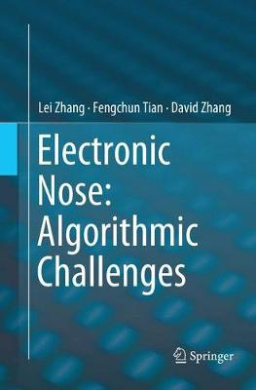 Lei Zhang · Fengchun Tian · David Zhang
Electronic
Nose:
Algorithmic
Challenges
Springer